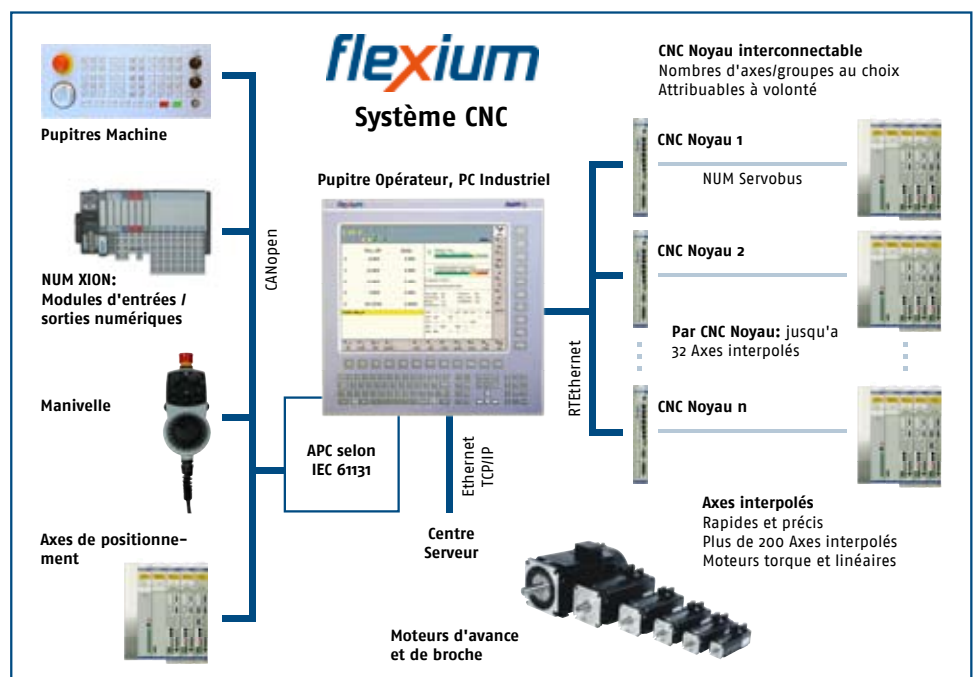 flexium
Système CNC
Pupitres Machine
NUM XION:
Modules d'entrées /
sorties numériques
Manivelle
Axes de positionne-
ment
CANopen
APC selon
IEC 61131
Pupitre Opérateur, PC Industriel
flexium
Ethernet
TCP/IP
Centre
Serveur
RTEthernet
CNC Noyau interconnectable
Nombres d'axes/groupes au choix
Attribuables à volonté
CNC Noyau 1
NUM Servobus
CNC Noyau 2
Par CNC Noyau: jusqu'a
32 Axes interpolés
CNC Noyau n
Axes interpolés
Rapides et précis
Plus de 200 Axes interpolés
Moteurs torque et linéaires
Moteurs d'avance
et de broche